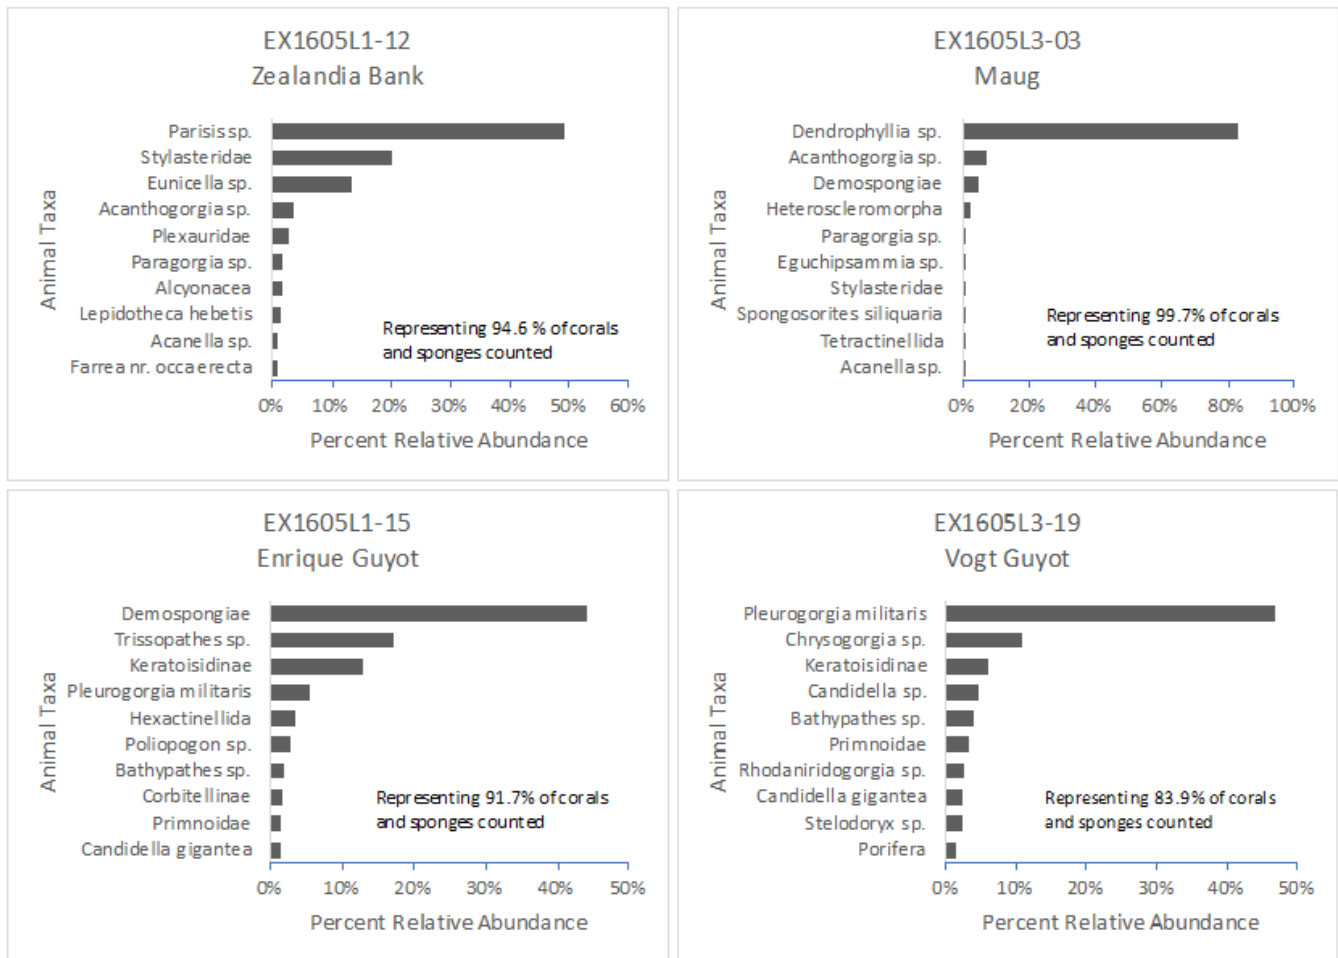 EX1605L1-12
Zealandia Bank
Animal Taxa
Parisis sp.
Stylasteridae
Eunicella sp.
Acanthogorgia sp.
Plexauridae
Paragorgia sp.
Alcyonacea
Lepidotheca hebetis
Acanella sp.
Farrea nr. occa erecta
Representing 94.6 % of corals
and sponges counted
0% 10% 20% 30% 40% 50% 60%
Percent Relative Abundance
EX1605L3-03
Maug
Animal Taxa
Dendrophyllia sp.
Acanthogorgia sp.
Demospongiae
Heteroscleromorpha
Paragorgia sp.
Eguchipsammia sp.
Stylasteridae
Spongosorites siliquaria
Tetractinellida
Acanella sp.
Representing 99.7% of corals
and sponges counted
0% 20% 40% 60% 80% 100%
Percent Relative Abundance
EX1605L1-15
Enrique Guyot
Animal Taxa
Demospongiae
Trissopathes sp.
Keratoisidinae
Pleurogorgia militaris
Hexactinellida
Poliopogon sp.
Bathypathes sp.
Corbitellinae
Primnoidae
Candidella gigantea
Representing 91.7% of corals
and sponges counted
0% 10% 20% 30% 40% 50%
Percent Relative Abundance
EX1605L3-19
Vogt Guyot
Animal Taxa
Pleurogorgia militaris
Chrysogorgia sp.
Keratoisidinae
Candidella sp.
Bathypathes sp.
Primnoidae
Rhodaniridogorgia sp.
Candidella gigantea
Stelodoryx sp.
Porifera
Representing 83.9% of corals
and sponges counted
0% 10% 20% 30% 40% 50%
Percent Relative Abundance